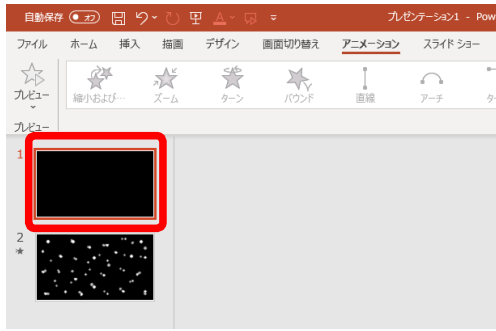 自動保存 オフ プレゼンテーション1 - Pow
ファイル ホーム 挿入 描画 デザイン 画面切り替え アニメーション スライド ショー
プレビュー 縮小および… ズーム ターン バウンド 直線 アーチ
プレビュー
1
2